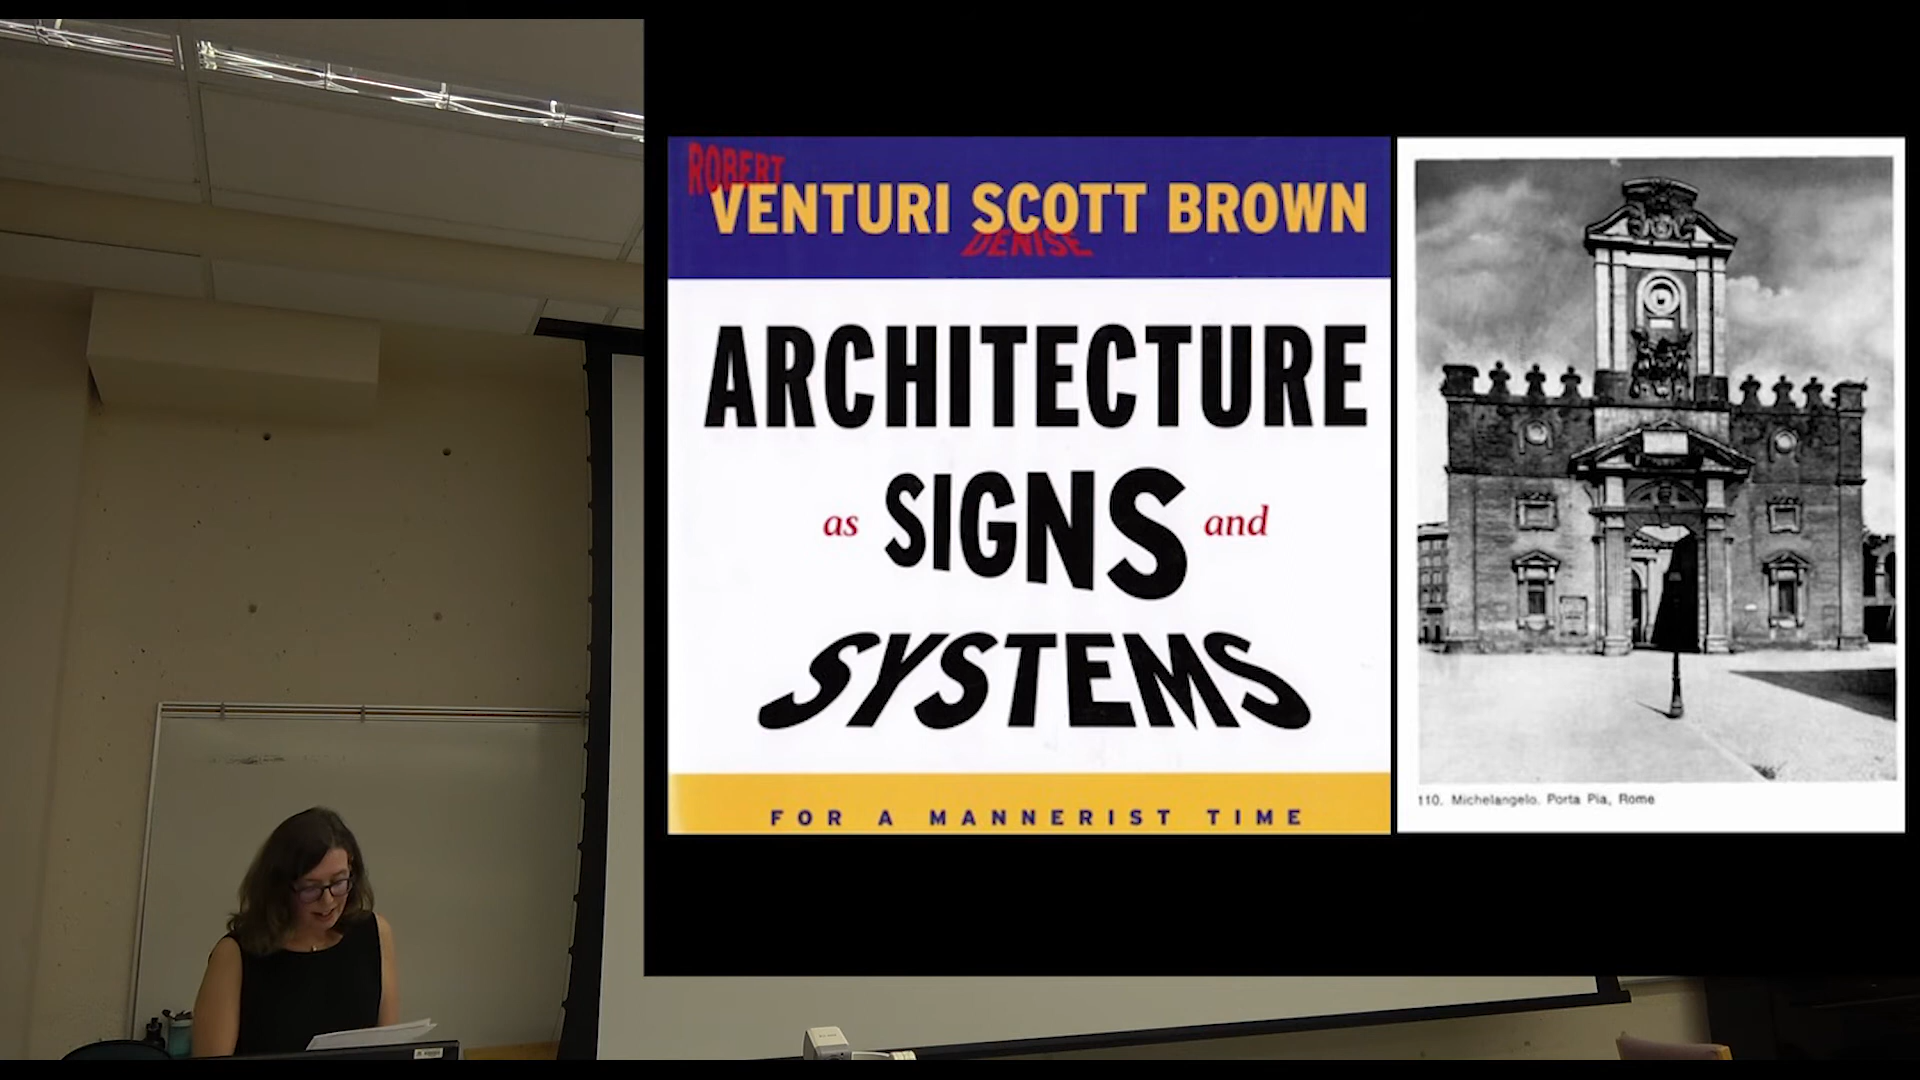 ROBERT
VENTURI SCOTT BROWN
DENISE
ARCHITECTURE
as SIGNS and
SYSTEMS
FOR A MANNERIST TIME
110. Michelangelo. Porta Pia, Rome